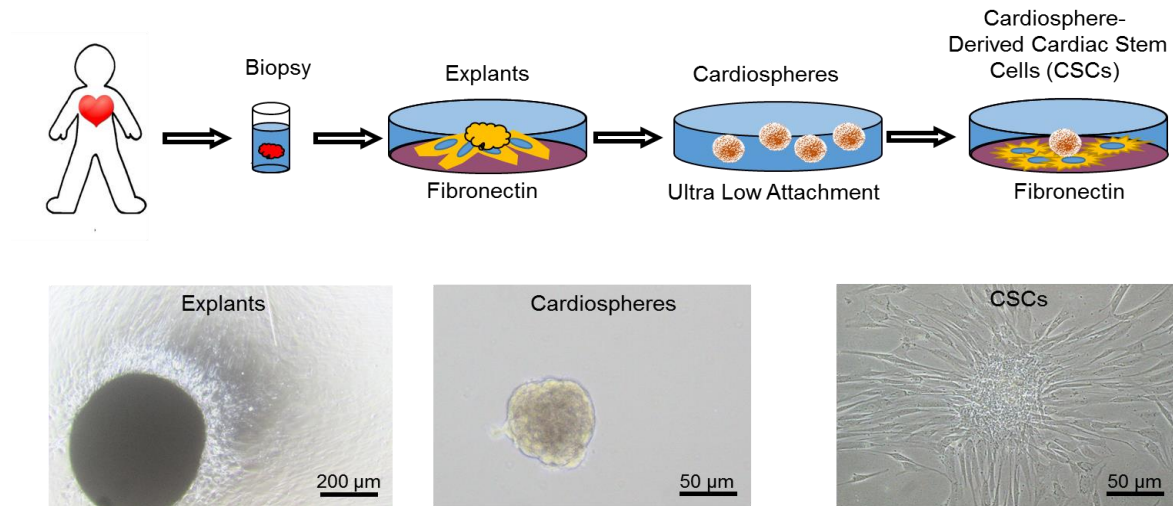 Biopsy
Explants
Cardiospheres
Cardiosphere-
Derived Cardiac Stem
Cells (CSCs)
Fibronectin
Ultra Low Attachment
Fibronectin
Explants
200 µm
Cardiospheres
50 µm
CSCs
50 µm